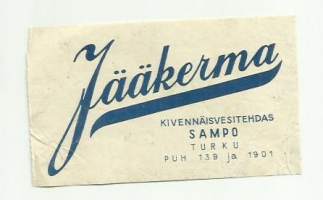 Jääkerma
KIVENNÄISVESITEHDAS
SAMPO
TURKU
PUH 139 ja 1901